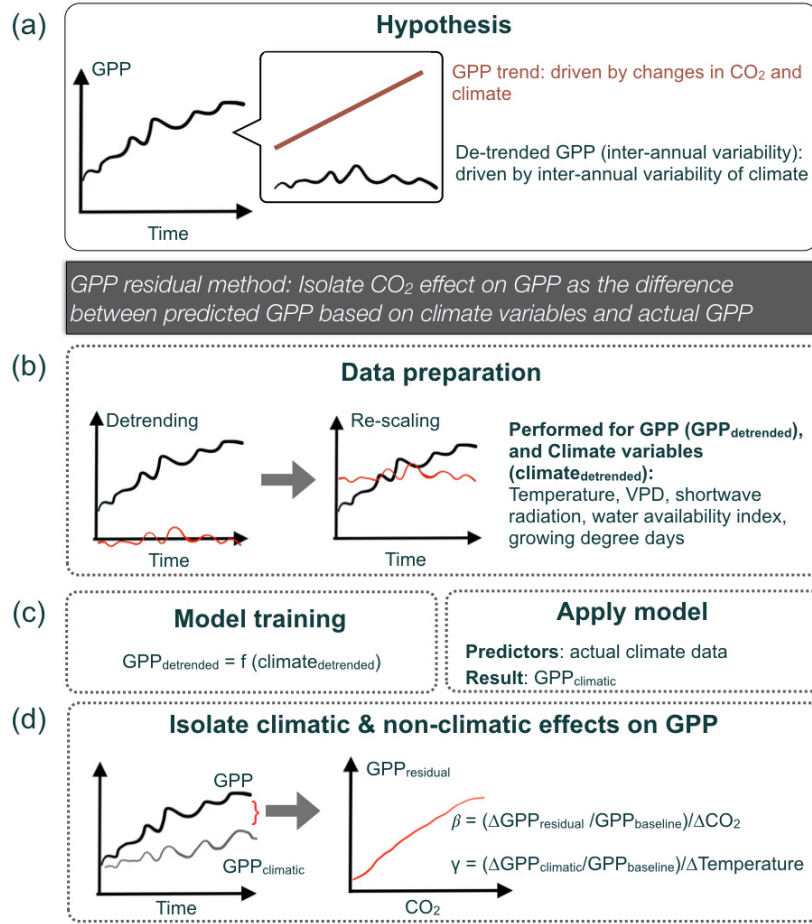 (a)
Hypothesis
GPP
Time
GPP trend: driven by changes in CO₂ and
climate
De-trended GPP (inter-annual variability):
driven by inter-annual variability of climate
GPP residual method: Isolate CO₂ effect on GPP as the difference
between predicted GPP based on climate variables and actual GPP
(b)
Data preparation
Detrending
Time
Re-scaling
Time
Performed for GPP (GPPdetrended),
and Climate variables
(climatedetrended):
Temperature, VPD, shortwave
radiation, water availability index,
growing degree days
(c)
Model training
GPPdetrended = f (climatedetrended)
Apply model
Predictors: actual climate data
Result: GPPclimatic
(d)
Isolate climatic & non-climatic effects on GPP
GPP
}
GPPclimatic
Time
GPPresidual
β = (ΔGPPresidual /GPPbaseline)/ΔCO₂
γ = (ΔGPPclimatic/GPPbaseline)/ΔTemperature
CO₂